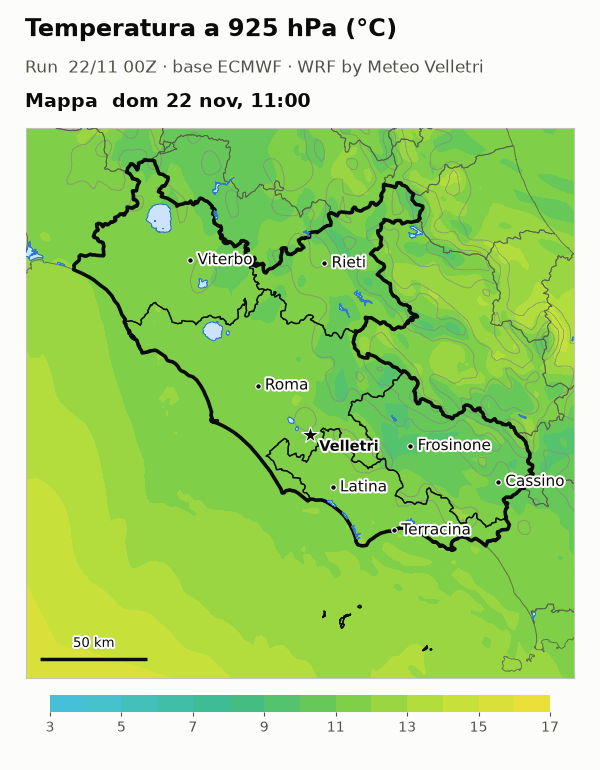 Temperatura a 925 hPa (°C)
Run  22/11 00Z · base ECMWF · WRF by Meteo Velletri
Mappa  dom 22 nov, 11:00
Viterbo
Rieti
Roma
Velletri
Frosinone
Cassino
Latina
Terracina
50 km
3 5 7 9 11 13 15 17